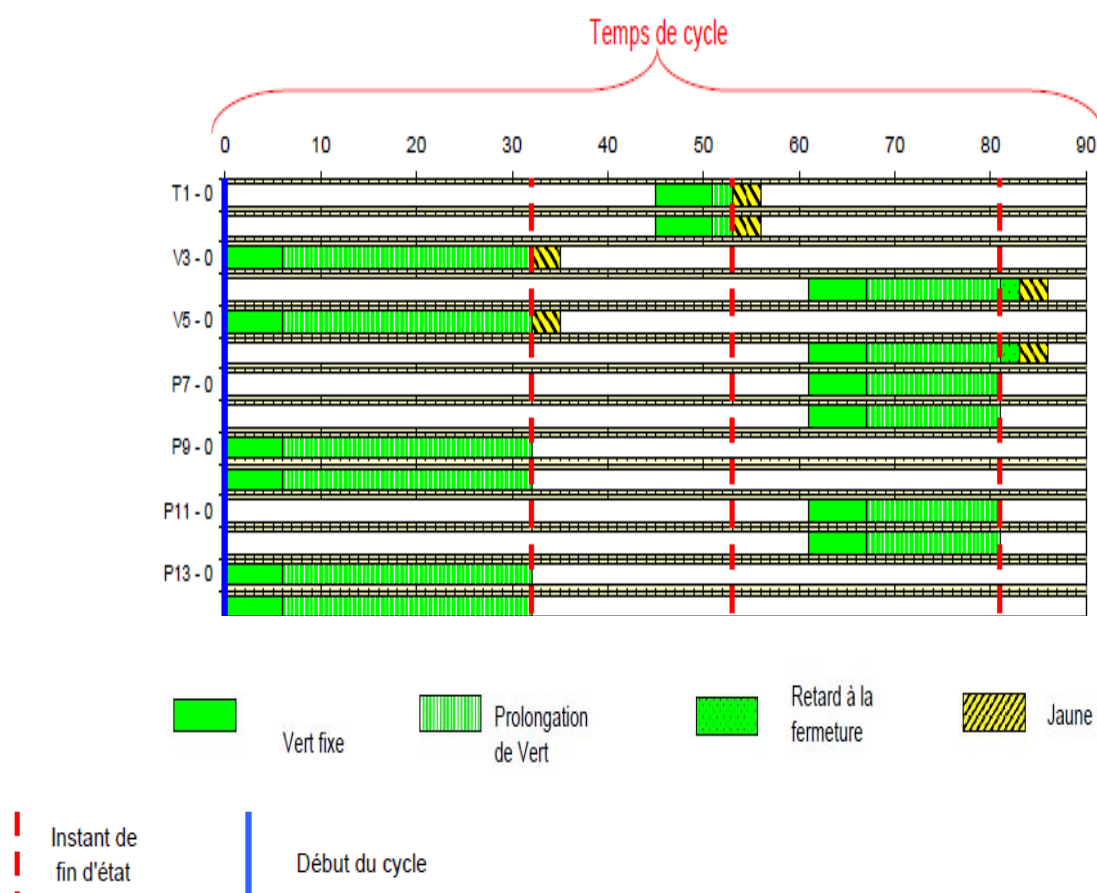 Temps de cycle
0 10 20 30 40 50 60 70 80 90
T1 - 0
V3 - 0
V5 - 0
P7 - 0
P9 - 0
P11 - 0
P13 - 0
Vert fixe
Prolongation
de Vert
Retard à la
fermeture
Jaune
Instant de
fin d'état
Début du cycle